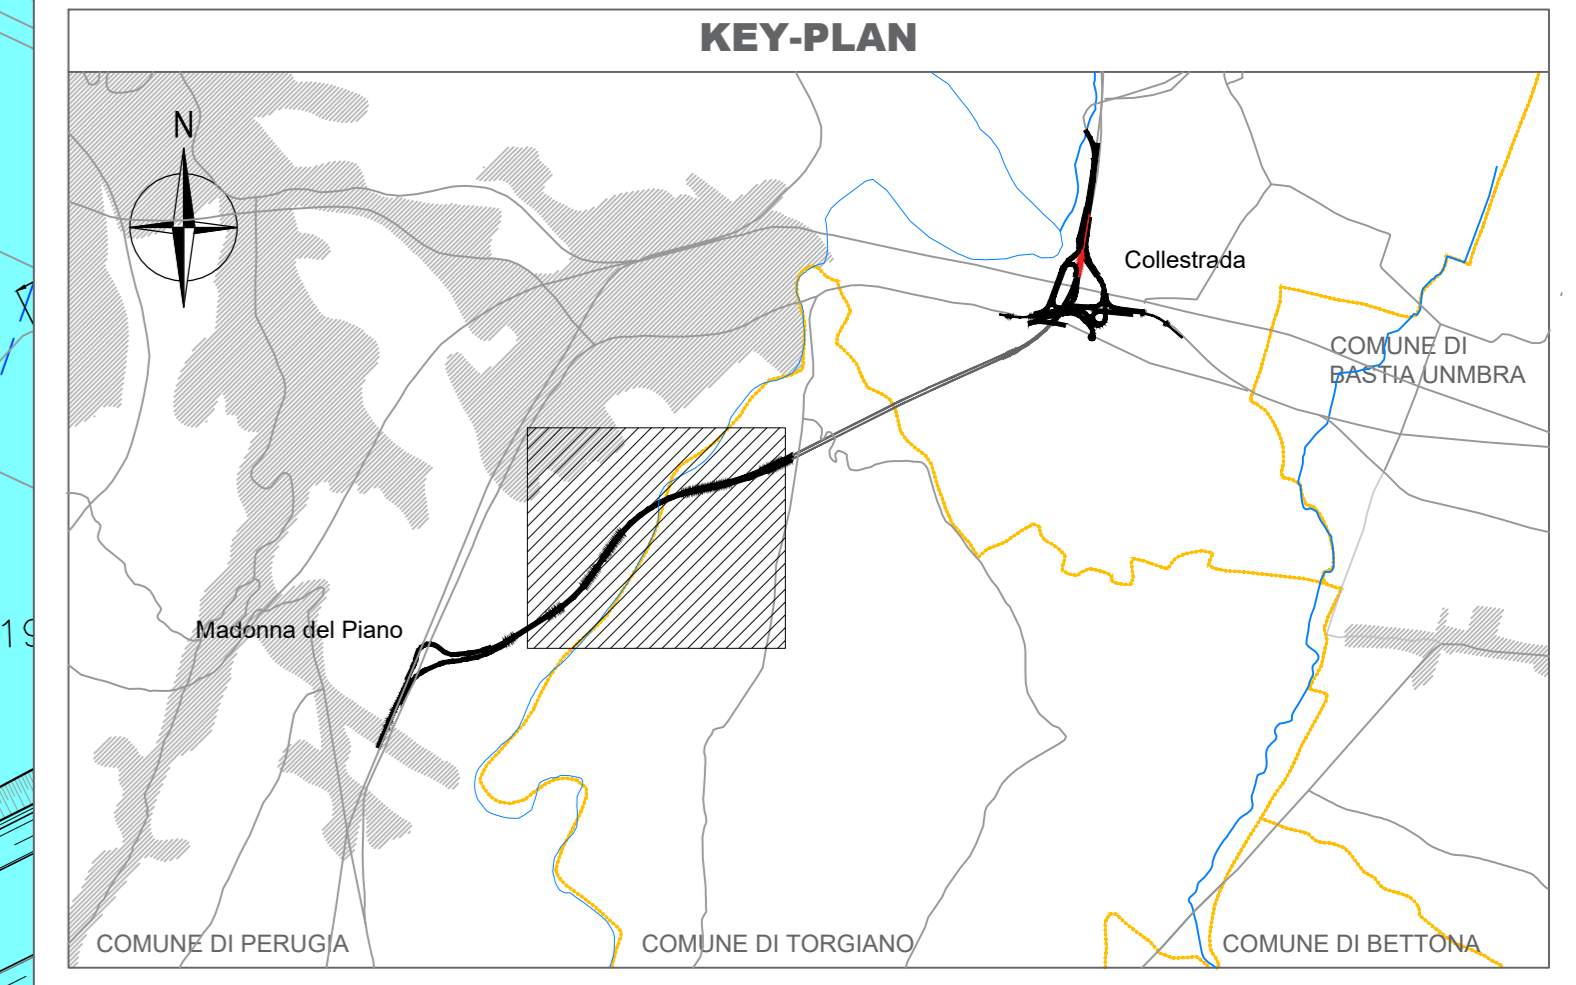 KEY-PLAN
N
Collestrada
COMUNE DI
BASTIA UNMBRA
Madonna del Piano
COMUNE DI PERUGIA
COMUNE DI TORGIANO
COMUNE DI BETTONA